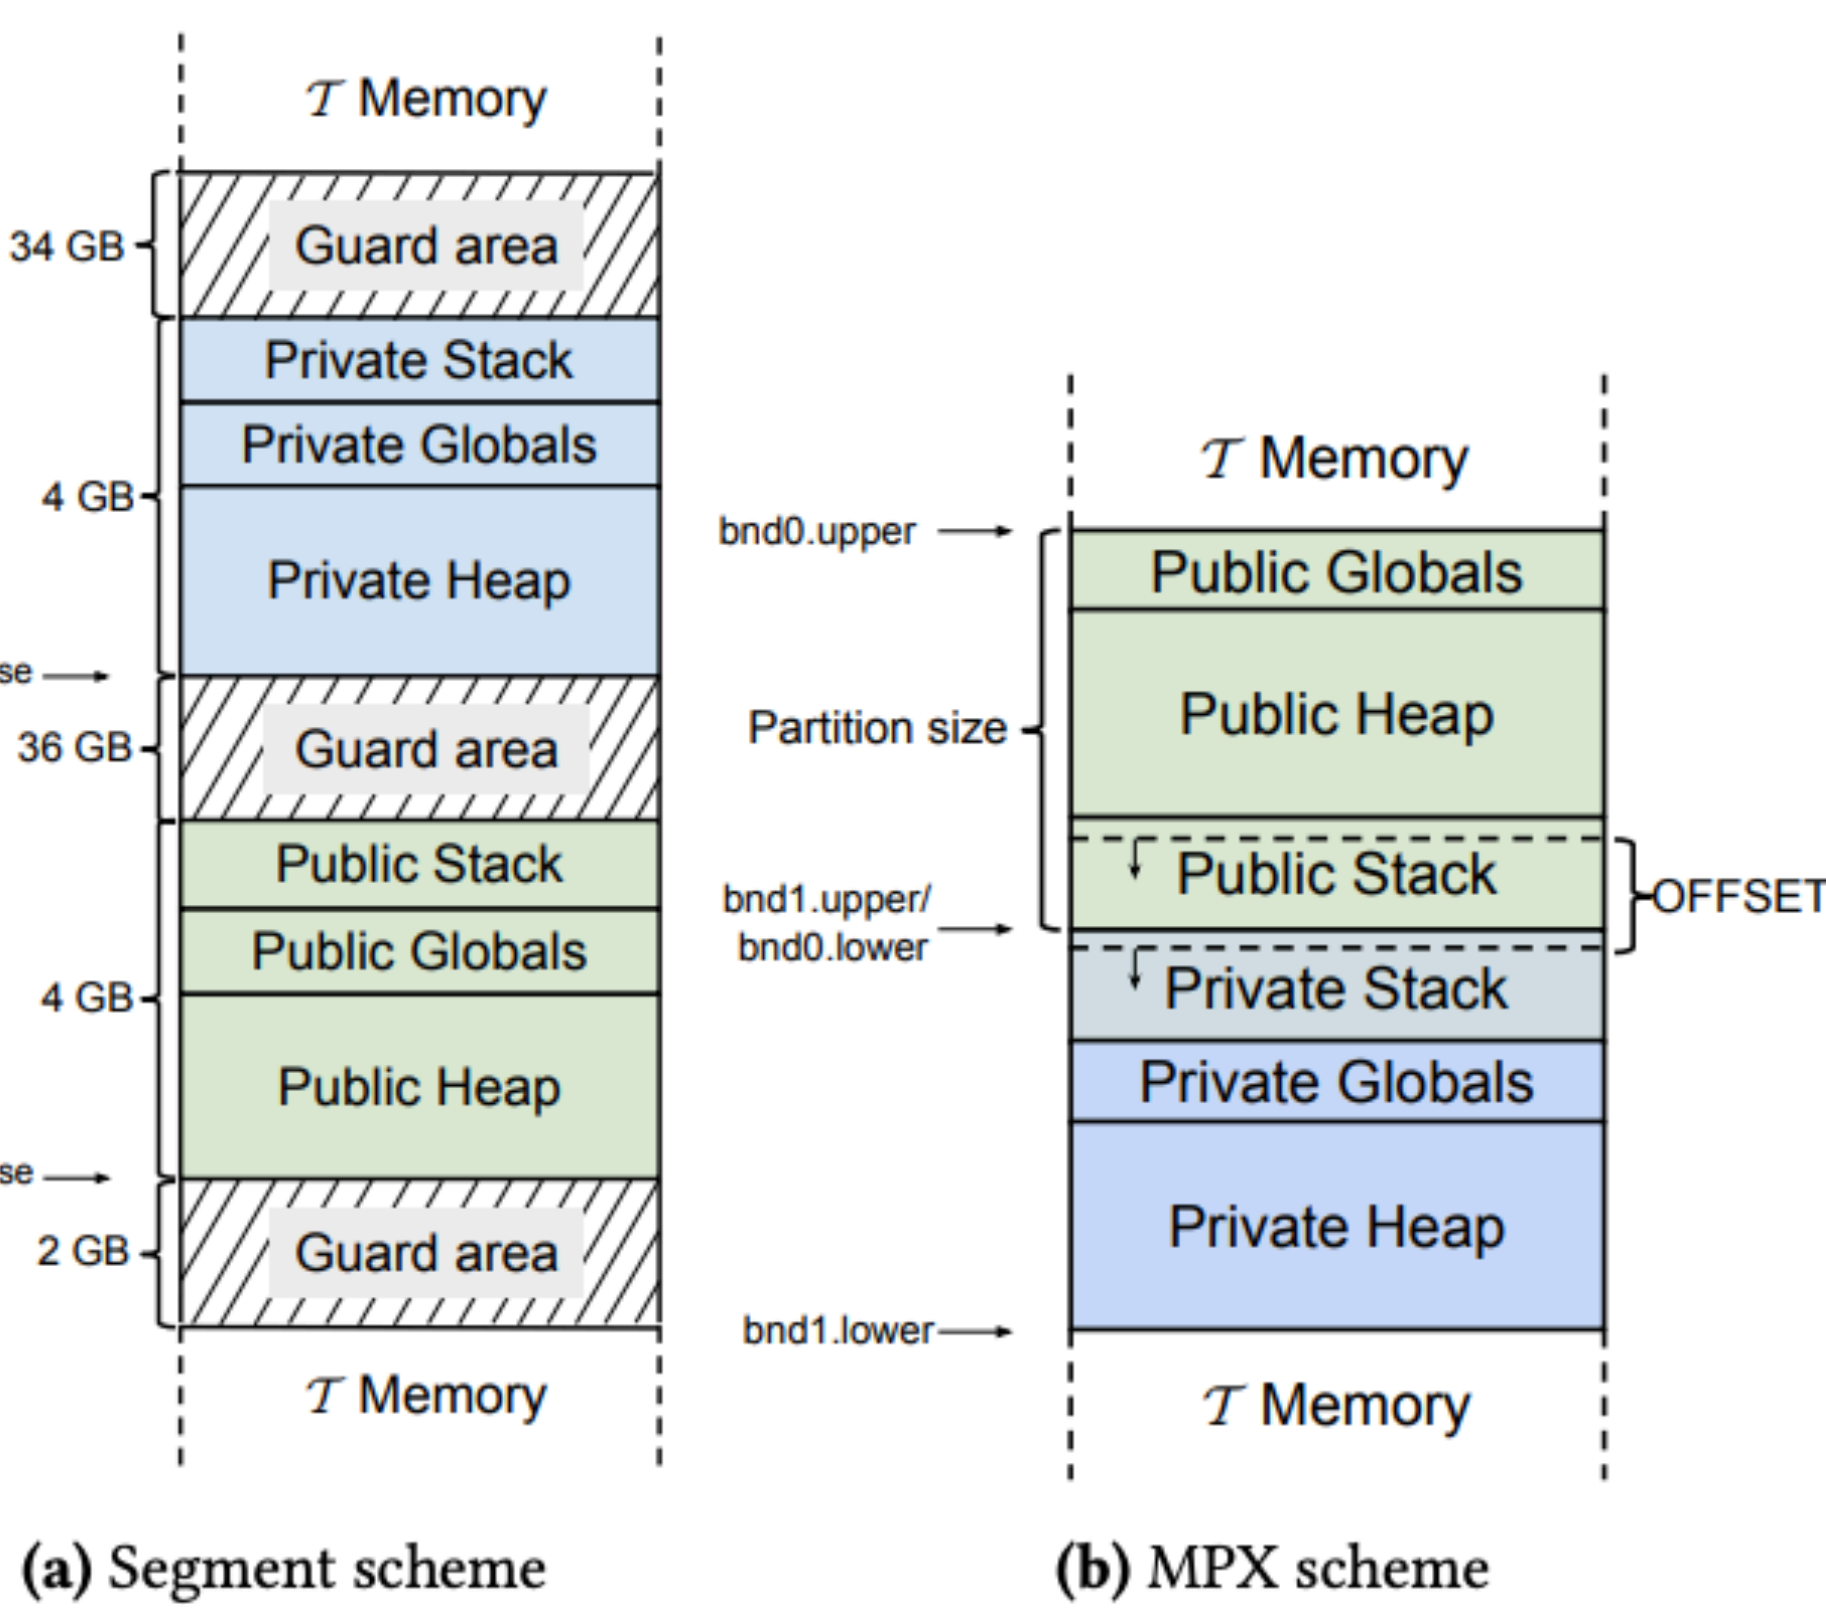 𝒯 Memory
34 GB
Guard area
Private Stack
Private Globals
4 GB
Private Heap
se
36 GB
Guard area
Public Stack
Public Globals
4 GB
Public Heap
se
2 GB
Guard area
𝒯 Memory
(a) Segment scheme
𝒯 Memory
bnd0.upper
Public Globals
Public Heap
Partition size
Public Stack
OFFSET
bnd1.upper/
bnd0.lower
Private Stack
Private Globals
Private Heap
bnd1.lower
𝒯 Memory
(b) MPX scheme